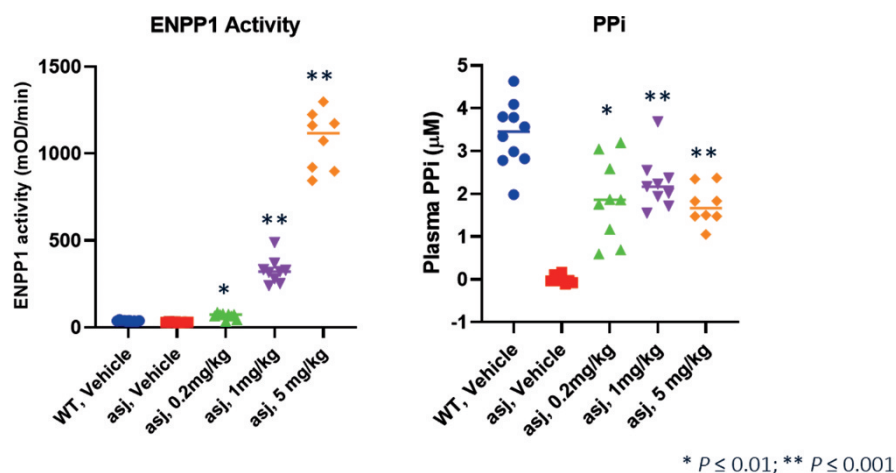 ENPP1 Activity
ENPP1 activity (mOD/min)
1500
1000
500
0
**
**
*
WT, Vehicle
asj, Vehicle
asj, 0.2mg/kg
asj, 1mg/kg
asj, 5 mg/kg
PPi
Plasma PPi (μM)
5
4
3
2
1
0
-1
*
**
**
WT, Vehicle
asj, Vehicle
asj, 0.2mg/kg
asj, 1mg/kg
asj, 5 mg/kg
* P ≤ 0.01; ** P ≤ 0.001